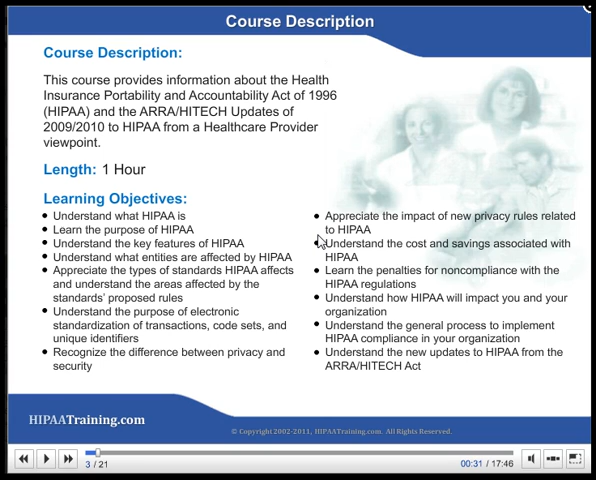 Course Description
Course Description:
This course provides information about the Health
Insurance Portability and Accountability Act of 1996
(HIPAA) and the ARRA/HITECH Updates of
2009/2010 to HIPAA from a Healthcare Provider
viewpoint.
Length: 1 Hour
Learning Objectives:
• Understand what HIPAA is
• Learn the purpose of HIPAA
• Understand the key features of HIPAA
• Understand what entities are affected by HIPAA
• Appreciate the types of standards HIPAA affects
and understand the areas affected by the
standards' proposed rules
• Understand the purpose of electronic
standardization of transactions, code sets, and
unique identifiers
• Recognize the difference between privacy and
security
• Appreciate the impact of new privacy rules related
to HIPAA
• Understand the cost and savings associated with
HIPAA
• Learn the penalties for noncompliance with the
HIPAA regulations
• Understand how HIPAA will impact you and your
organization
• Understand the general process to implement
HIPAA compliance in your organization
• Understand the new updates to HIPAA from the
ARRA/HITECH Act
HIPAATraining.com
© Copyright 2002-2011, HIPAATraining.com. All Rights Reserved.
3 / 21
00:31 / 17:46